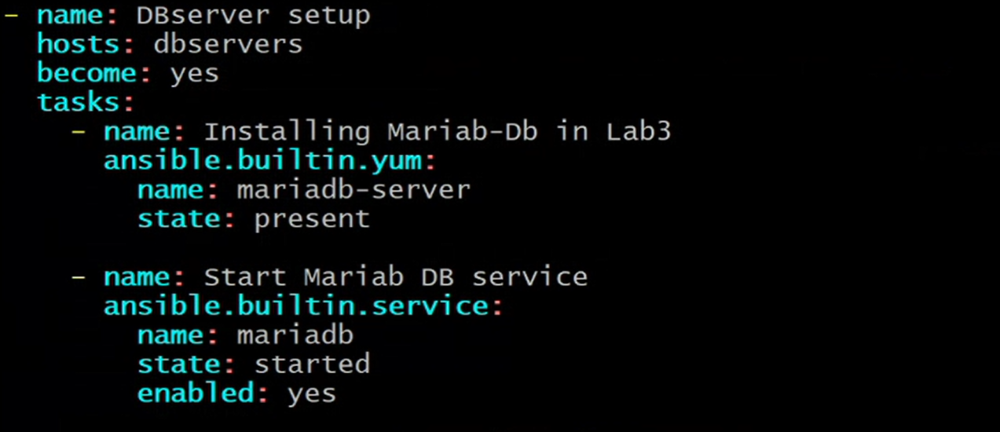 - name: DBserver setup
  hosts: dbservers
  become: yes
  tasks:
    - name: Installing Mariab-Db in Lab3
      ansible.builtin.yum:
        name: mariadb-server
        state: present

    - name: Start Mariab DB service
      ansible.builtin.service:
        name: mariadb
        state: started
        enabled: yes